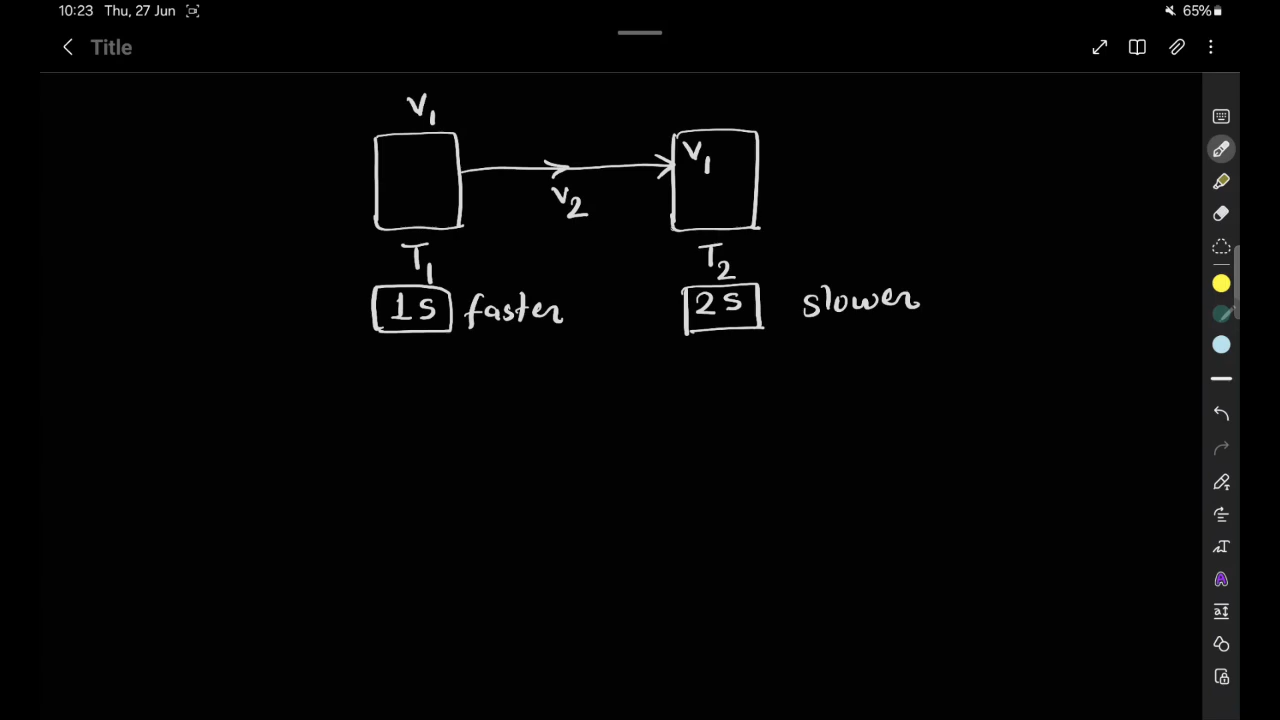 10:23 Thu, 27 Jun 65%
Title
V₁
V₁
V₂
T₁ T₂
1s faster 2s slower